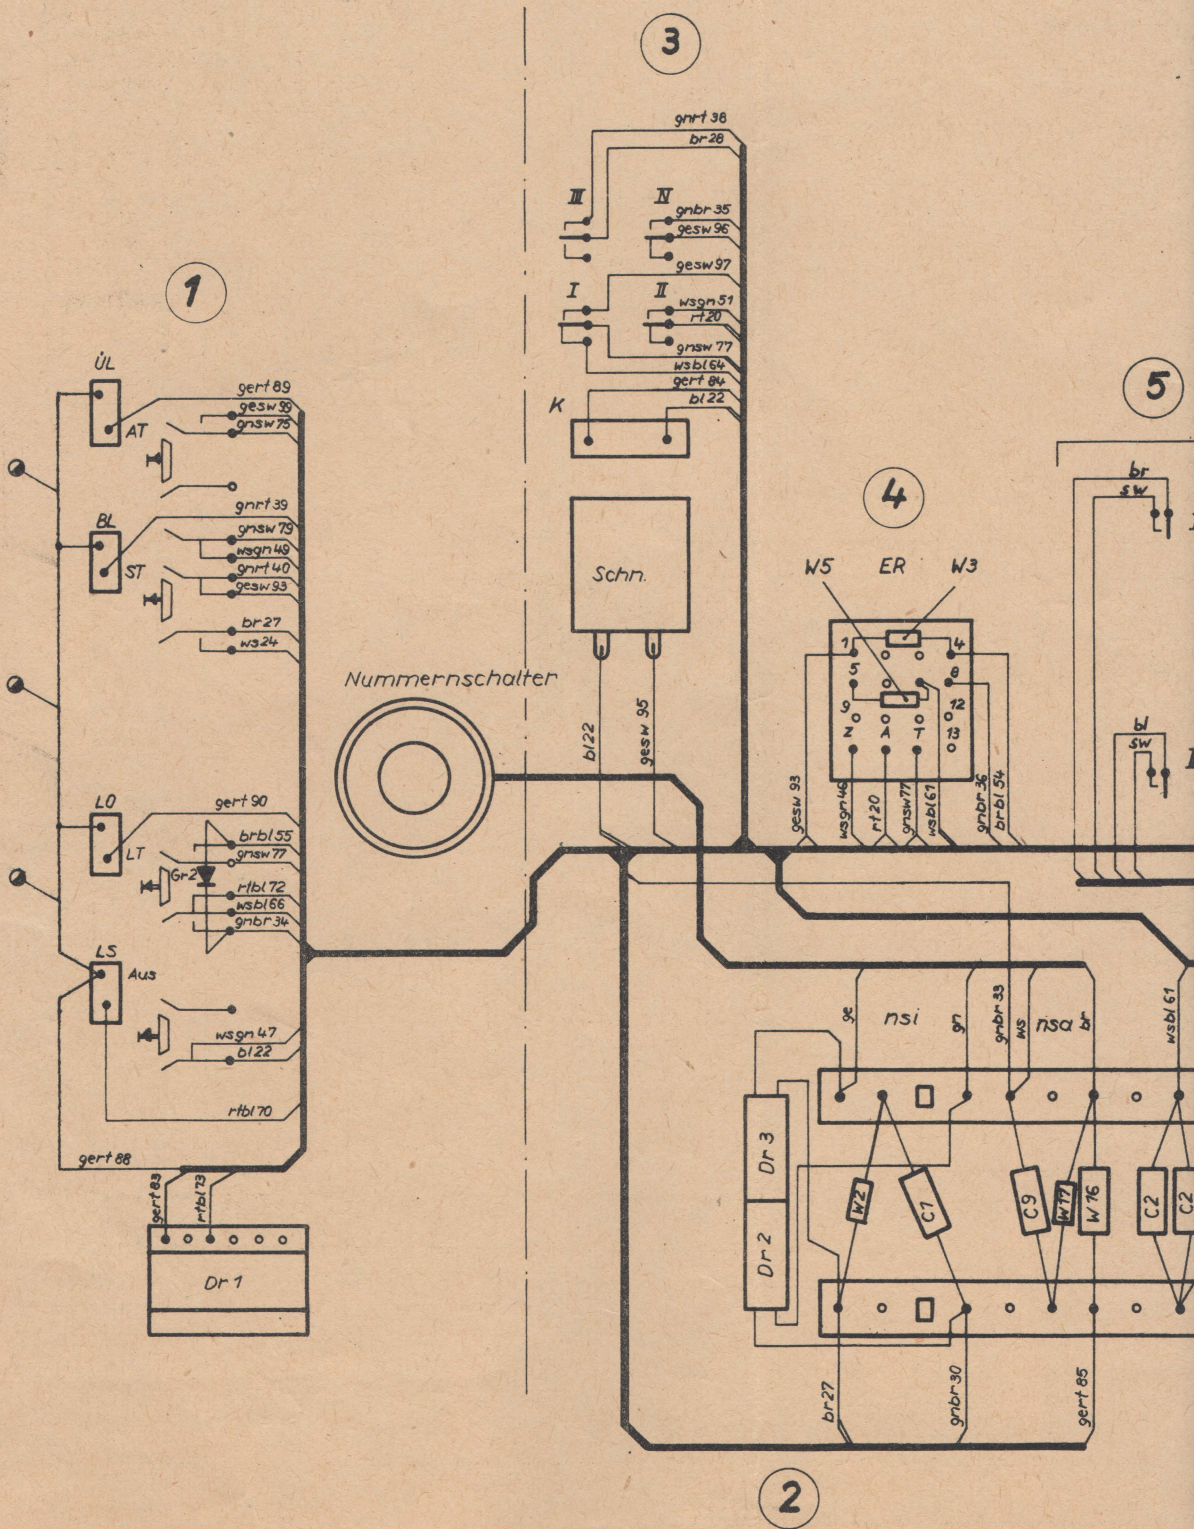 1
ÜL
AT
gert 89
gesw 99
gnsw 75
BL
ST
gnrt 39
gnsw 79
wsgn 49
gnrt 40
gesw 93
br 27
ws 24
LO
LT
gert 90
brbl 55
gnsw 77
Gr2
rtbl 72
wsbl 66
gnbr 34
LS
Aus
wsgn 47
bl 22
rtbl 70
gert 88
gert 83
rtbl 73
Dr 1
Nummernschalter
3
gnrt 38
br 28
III
IV
gnbr 35
gesw 96
gesw 97
I
II
wsgn 51
rt 20
gnsw 77
wsbl 64
gert 84
bl 22
K
Schn.
bl 22
gesw 95
4
W5
ER
W3
1
4
5
8
9
12
Z
A
T
13
gesw 93
wsgn 46
rt 20
gnsw 77
wsbl 61
gnbr 36
brbl 54
5
br
sw
bl
sw
ge
nsi
gn
gnbr 33
ws
nsa
br
wsbl 61
Dr 3
Dr 2
W2
C1
C9
W17
W16
C2
C2
br 27
gnbr 30
gert 85
2